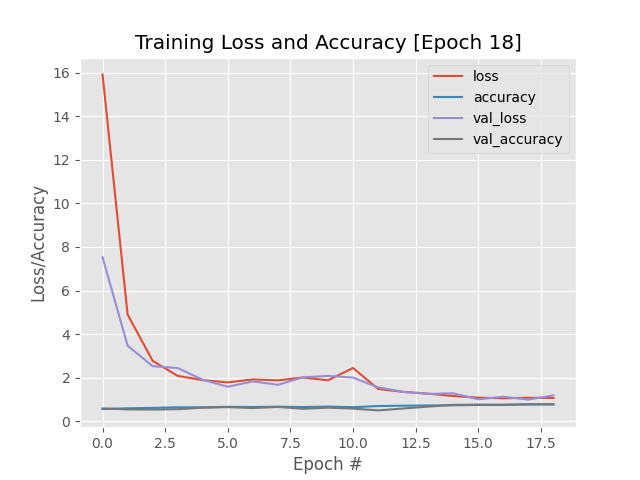 Training Loss and Accuracy [Epoch 18]
loss
accuracy
val_loss
val_accuracy
Loss/Accuracy
16
14
12
10
8
6
4
2
0
0.0 2.5 5.0 7.5 10.0 12.5 15.0 17.5
Epoch #